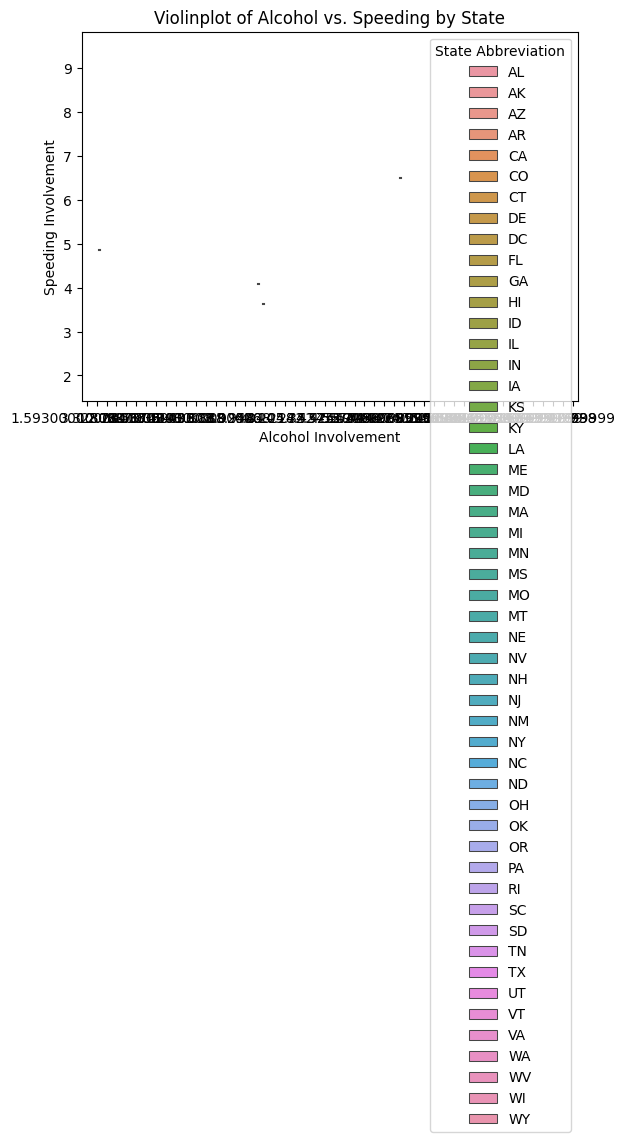 Violinplot of Alcohol vs. Speeding by State
State Abbreviation
AL
AK
AZ
AR
CA
CO
CT
DE
DC
FL
GA
HI
ID
IL
IN
IA
KS
KY
LA
ME
MD
MA
MI
MN
MS
MO
MT
NE
NV
NH
NJ
NM
NY
NC
ND
OH
OK
OR
PA
RI
SC
SD
TN
TX
UT
VT
VA
WA
WV
WI
WY
9
8
7
6
5
4
3
2
Speeding Involvement
Alcohol Involvement